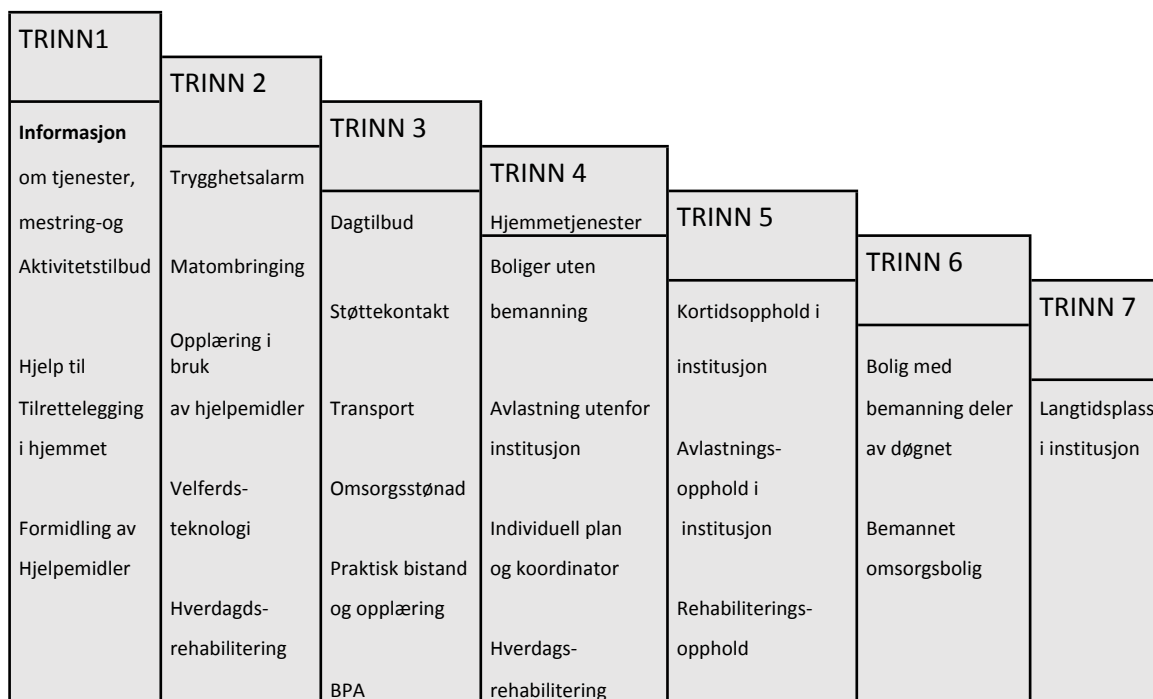 TRINN1
Informasjon
om tjenester,
mestring-og
Aktivitetstilbud
Hjelp til
Tilrettelegging
i hjemmet
Formidling av
Hjelpemidler
TRINN 2
Trygghetsalarm
Matombringing
Opplæring i
bruk
av hjelpemidler
Velferds-
teknologi
Hverdagds-
rehabilitering
TRINN 3
Dagtilbud
Støttekontakt
Transport
Omsorgsstønad
Praktisk bistand
og opplæring
BPA
TRINN 4
Hjemmetjenester
Boliger uten
bemanning
Avlastning utenfor
institusjon
Individuell plan
og koordinator
Hverdags-
rehabilitering
TRINN 5
Kortidsopphold i
institusjon
Avlastnings-
opphold i
institusjon
Rehabiliterings-
opphold
TRINN 6
Bolig med
bemanning deler
av døgnet
Bemannet
omsorgsbolig
TRINN 7
Langtidsplass
i institusjon